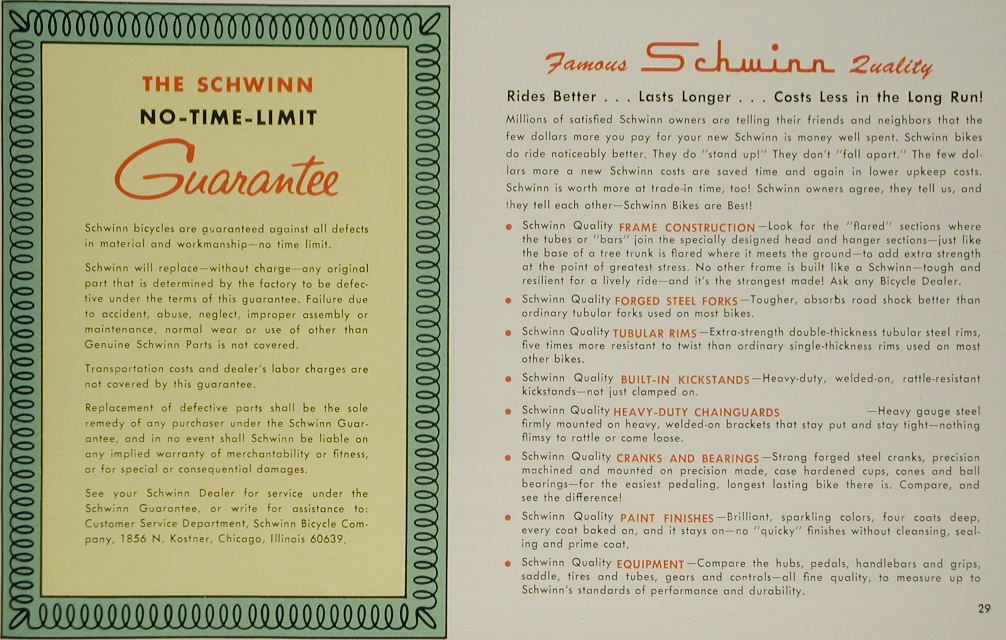 THE SCHWINN
NO-TIME-LIMIT
Guarantee
Schwinn bicycles are guaranteed against all defects
in material and workmanship—no time limit.
Schwinn will replace—without charge—any original
part that is determined by the factory to be defec-
tive under the terms of this guarantee. Failure due
to accident, abuse, neglect, improper assembly or
maintenance, normal wear or use of other than
Genuine Schwinn Parts is not covered.
Transportation costs and dealer's labor charges are
not covered by this guarantee.
Replacement of defective parts shall be the sole
remedy of any purchaser under the Schwinn Guar-
antee, and in no event shall Schwinn be liable on
any implied warranty of merchantability or fitness,
or for special or consequential damages.
See your Schwinn Dealer for service under the
Schwinn Guarantee, or write for assistance to:
Customer Service Department, Schwinn Bicycle Com-
pany, 1856 N. Kostner, Chicago, Illinois 60639.
Famous Schwinn Quality
Rides Better . . . Lasts Longer . . . Costs Less in the Long Run!
Millions of satisfied Schwinn owners are telling their friends and neighbors that the
few dollars more you pay for your new Schwinn is money well spent. Schwinn bikes
do ride noticeably better. They do "stand up!" They don't "fall apart." The few dol-
lars more a new Schwinn costs are saved time and again in lower upkeep costs.
Schwinn is worth more at trade-in time, too! Schwinn owners agree, they tell us, and
they tell each other—Schwinn Bikes are Best!
• Schwinn Quality FRAME CONSTRUCTION—Look for the "flared" sections where
the tubes or "bars" join the specially designed head and hanger sections—just like
the base of a tree trunk is flared where it meets the ground—to add extra strength
at the point of greatest stress. No other frame is built like a Schwinn—tough and
resilient for a lively ride—and it's the strongest made! Ask any Bicycle Dealer.
• Schwinn Quality FORGED STEEL FORKS—Tougher, absorbs road shock better than
ordinary tubular forks used on most bikes.
• Schwinn Quality TUBULAR RIMS—Extra-strength double-thickness tubular steel rims,
five times more resistant to twist than ordinary single-thickness rims used on most
other bikes.
• Schwinn Quality BUILT-IN KICKSTANDS—Heavy-duty, welded-on, rattle-resistant
kickstands—not just clamped on.
• Schwinn Quality HEAVY-DUTY CHAINGUARDS —Heavy gauge steel
firmly mounted on heavy, welded-on brackets that stay put and stay tight—nothing
flimsy to rattle or come loose.
• Schwinn Quality CRANKS AND BEARINGS—Strong forged steel cranks, precision
machined and mounted on precision made, case hardened cups, cones and ball
bearings—for the easiest pedaling, longest lasting bike there is. Compare, and
see the difference!
• Schwinn Quality PAINT FINISHES—Brilliant, sparkling colors, four coats deep,
every coat baked on, and it stays on—no "quicky" finishes without cleansing, seal-
ing and prime coat.
• Schwinn Quality EQUIPMENT—Compare the hubs, pedals, handlebars and grips,
saddle, tires and tubes, gears and controls—all fine quality, to measure up to
Schwinn's standards of performance and durability.
29